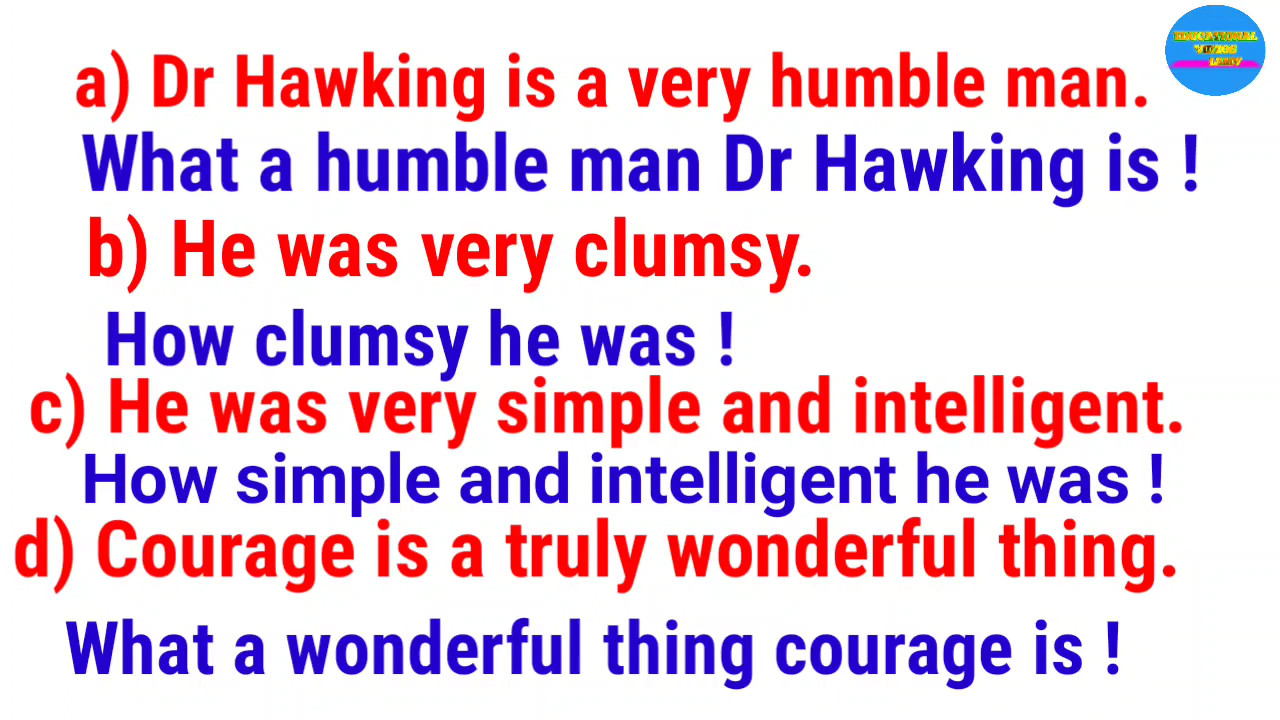 EDUCATIONAL
a) Dr Hawking is a very humble man.
What a humble man Dr Hawking is !
b) He was very clumsy.
How clumsy he was !
c) He was very simple and intelligent.
How simple and intelligent he was !
d) Courage is a truly wonderful thing.
What a wonderful thing courage is !